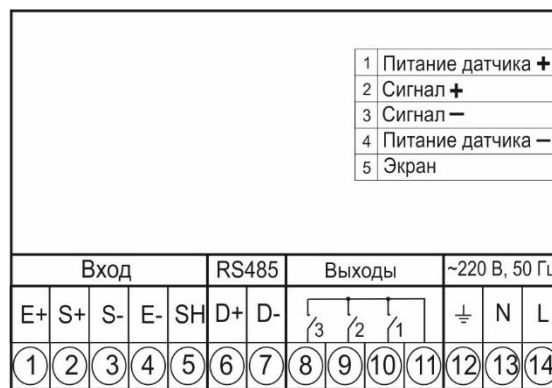 1 Питание датчика +
2 Сигнал +
3 Сигнал −
4 Питание датчика −
5 Экран
Вход RS485 Выходы ~220 В, 50 Гц
E+ S+ S- E- SH D+ D- 3 2 1 N L
1 2 3 4 5 6 7 8 9 10 11 12 13 14